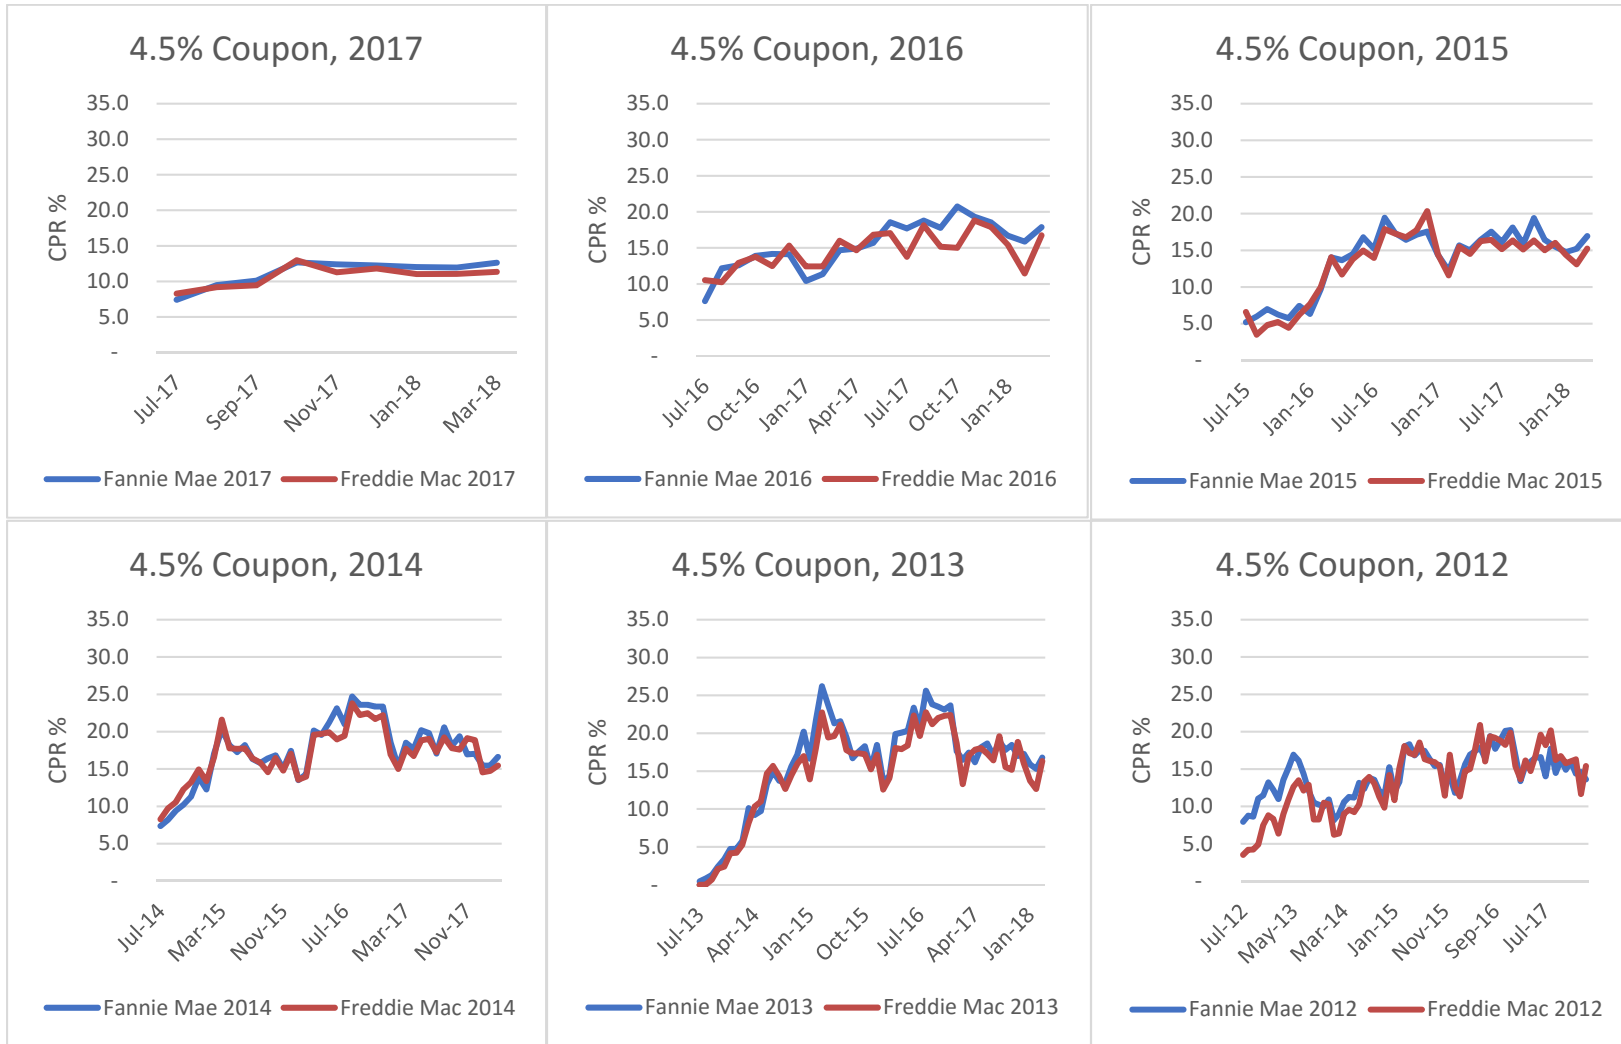 4.5% Coupon, 2017
35.0
30.0
25.0
20.0
15.0
10.0
5.0
-
CPR %
Jul-17
Sep-17
Nov-17
Jan-18
Mar-18
Fannie Mae 2017
Freddie Mac 2017
4.5% Coupon, 2016
35.0
30.0
25.0
20.0
15.0
10.0
5.0
-
CPR %
Jul-16
Oct-16
Jan-17
Apr-17
Jul-17
Oct-17
Jan-18
Fannie Mae 2016
Freddie Mac 2016
4.5% Coupon, 2015
35.0
30.0
25.0
20.0
15.0
10.0
5.0
-
CPR %
Jul-15
Jan-16
Jul-16
Jan-17
Jul-17
Jan-18
Fannie Mae 2015
Freddie Mac 2015
4.5% Coupon, 2014
35.0
30.0
25.0
20.0
15.0
10.0
5.0
-
CPR %
Jul-14
Mar-15
Nov-15
Jul-16
Mar-17
Nov-17
Fannie Mae 2014
Freddie Mac 2014
4.5% Coupon, 2013
35.0
30.0
25.0
20.0
15.0
10.0
5.0
-
CPR %
Jul-13
Apr-14
Jan-15
Oct-15
Jul-16
Apr-17
Jan-18
Fannie Mae 2013
Freddie Mac 2013
4.5% Coupon, 2012
35.0
30.0
25.0
20.0
15.0
10.0
5.0
-
CPR %
Jul-12
May-13
Mar-14
Jan-15
Nov-15
Sep-16
Jul-17
Fannie Mae 2012
Freddie Mac 2012